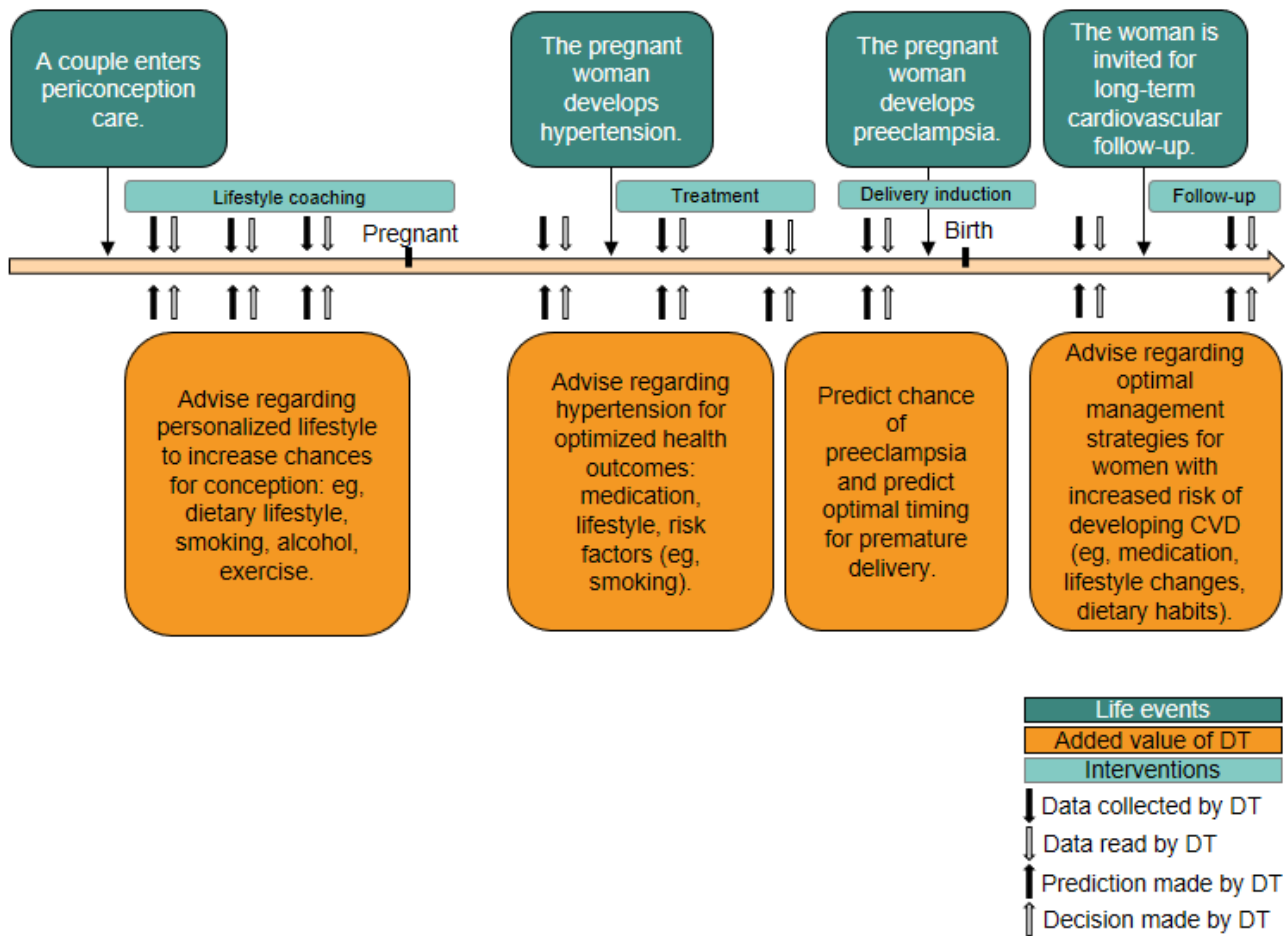 A couple enters
periconception
care.
The pregnant
woman
develops
hypertension.
The pregnant
woman
develops
preeclampsia.
The woman is
invited for
long-term
cardiovascular
follow-up.
Lifestyle coaching
Treatment
Delivery induction
Follow-up
Pregnant
Birth
Advise regarding
personalized lifestyle
to increase chances
for conception: eg,
dietary lifestyle,
smoking, alcohol,
exercise.
Advise regarding
hypertension for
optimized health
outcomes:
medication,
lifestyle, risk
factors (eg,
smoking).
Predict chance
of
preeclampsia
and predict
optimal timing
for premature
delivery.
Advise regarding
optimal
management
strategies for
women with
increased risk of
developing CVD
(eg, medication,
lifestyle changes,
dietary habits).
Life events
Added value of DT
Interventions
Data collected by DT
Data read by DT
Prediction made by DT
Decision made by DT